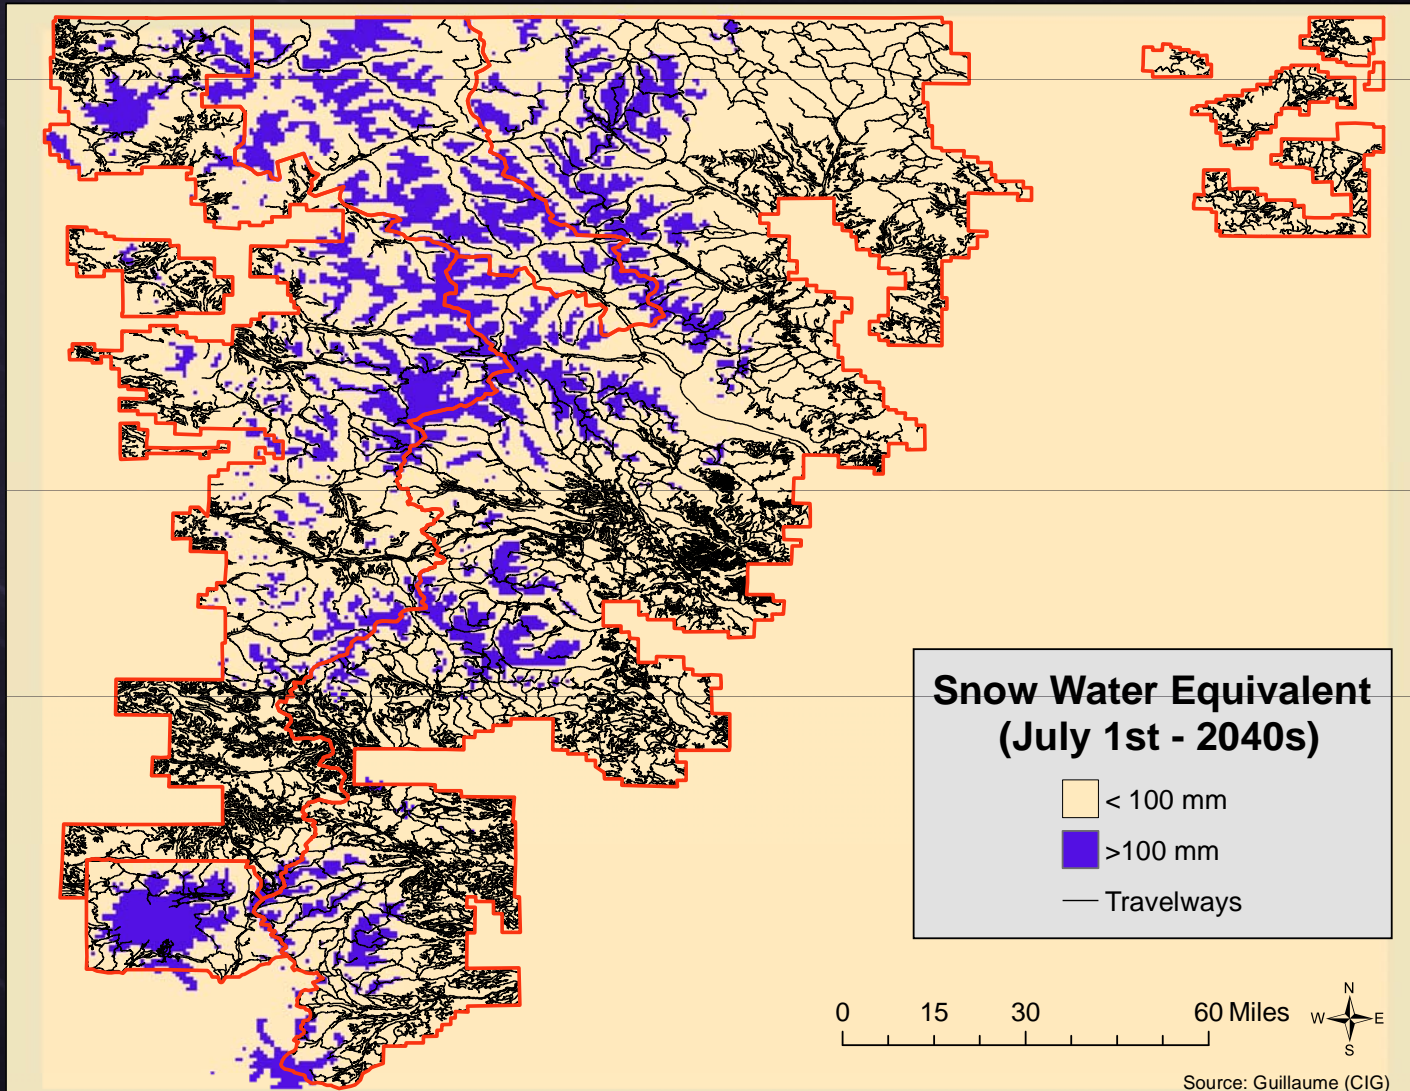 Snow Water Equivalent
(July 1st - 2040s)
< 100 mm
>100 mm
Travelways
0 15 30 60 Miles
N
W E
S
Source: Guillaume (CIG)